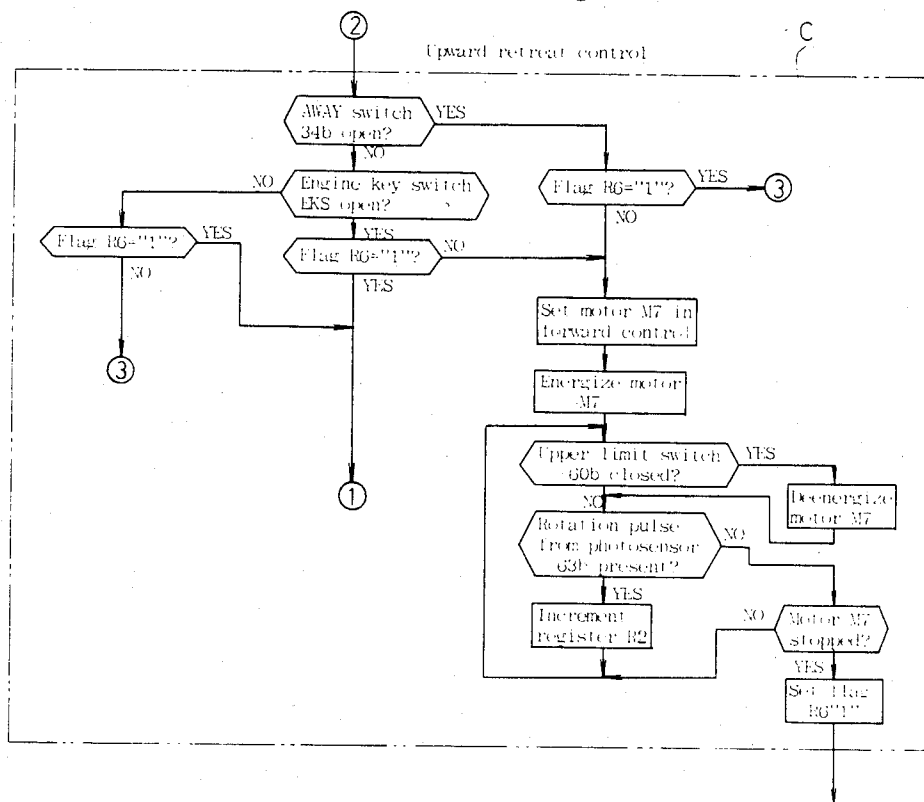 2
C
Upward retreat control
AWAY switch
34b open?
YES
NO
Engine key switch
EKS open?
NO
YES
Flag R6="1"?
YES
3
NO
Flag R6="1"?
YES
NO
3
Flag R6="1"?
NO
YES
1
Set motor M7 in
forward control
Energize motor
M7
Upper limit switch
60b closed?
YES
NO
Deenergize
motor M7
Rotation pulse
from photosensor
63b present?
NO
YES
Increment
register R2
Motor M7
stopped?
NO
YES
Set flag
R6"1"